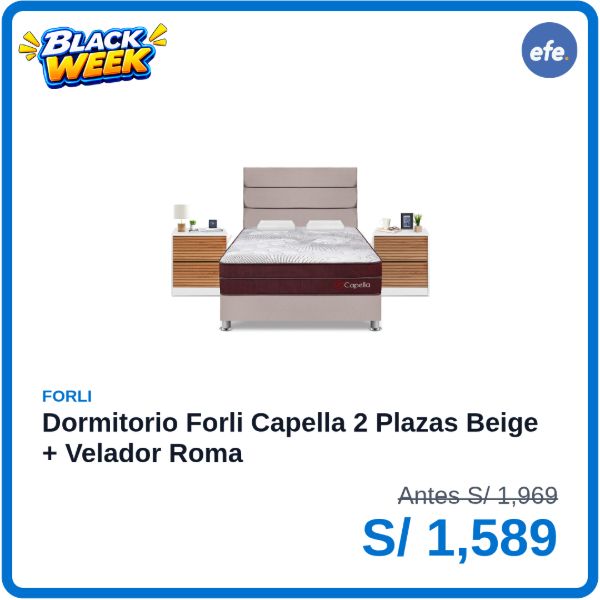 BLACK
WEEK
efe.
Capella
FORLI
Dormitorio Forli Capella 2 Plazas Beige
+ Velador Roma
Antes S/ 1,969
S/ 1,589